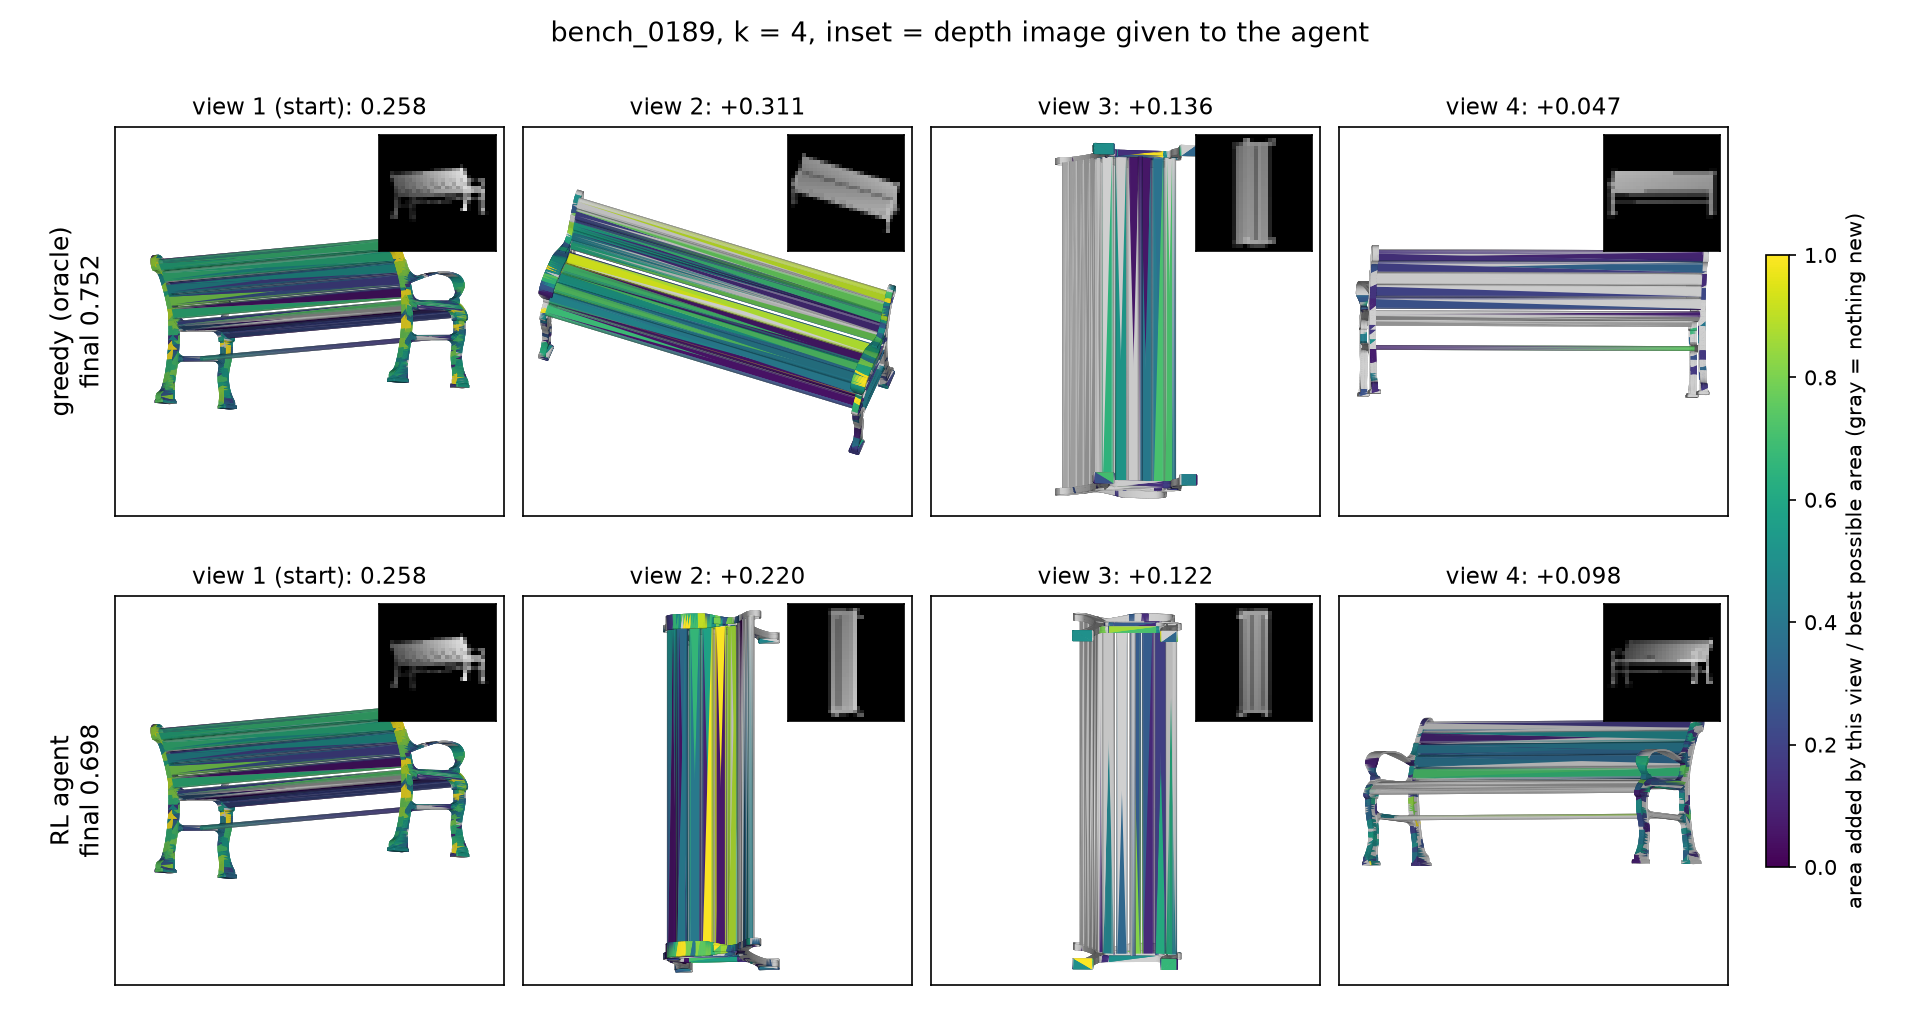 bench_0189, k = 4, inset = depth image given to the agent
view 1 (start): 0.258
view 2: +0.311
view 3: +0.136
view 4: +0.047
greedy (oracle)
final 0.752
view 1 (start): 0.258
view 2: +0.220
view 3: +0.122
view 4: +0.098
RL agent
final 0.698
1.0
0.8
0.6
0.4
0.2
0.0
area added by this view / best possible area (gray = nothing new)